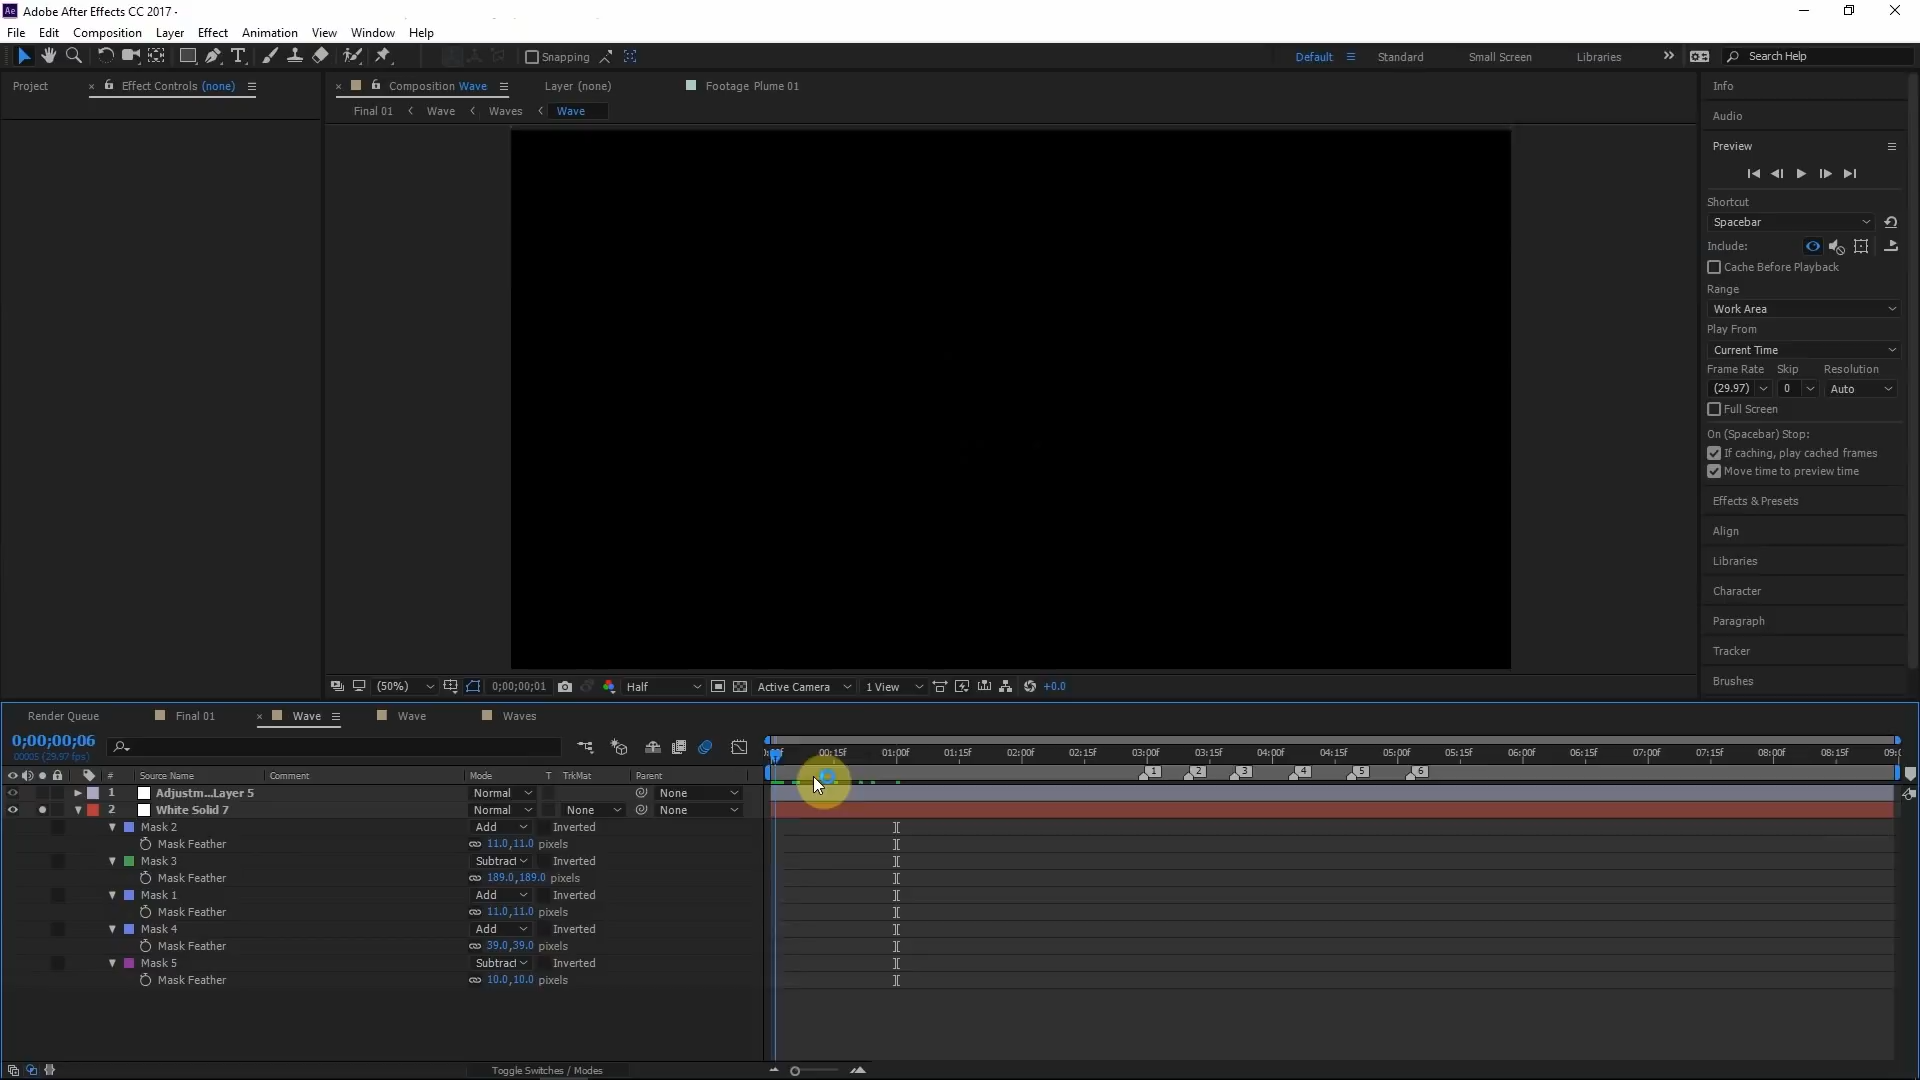 Ae Adobe After Effects CC 2017 -
File Edit Composition Layer Effect Animation View Window Help
Snapping
Default Standard Small Screen Libraries Search Help
Project Effect Controls (none)
Composition Wave Layer (none) Footage Plume 01
Final 01 Wave Waves Wave
Info
Audio
Preview
Shortcut
Spacebar
Include:
Cache Before Playback
Range
Work Area
Play From
Current Time
Frame Rate Skip Resolution
(29.97) 0 Auto
Full Screen
On (Spacebar) Stop:
If caching, play cached frames
Move time to preview time
Effects & Presets
Align
Libraries
Character
Paragraph
Tracker
Brushes
(50%) 0;00;00;01 Half Active Camera 1 View +0.0
Render Queue Final 01 Wave Wave Waves
0;00;00;06
00005 (29.97 fps)
00:15f 01:00f 01:15f 02:00f 02:15f 03:00f 03:15f 04:00f 04:15f 05:00f 05:15f 06:00f 06:15f 07:00f 07:15f 08:00f 08:15f
1 2 3 4 5 6
# Source Name Comment Mode T TrkMat Parent
1 Adjustm...Layer 5 Normal None
2 White Solid 7 Normal None None
Mask 2 Add Inverted
Mask Feather 11.0,11.0 pixels
Mask 3 Subtract Inverted
Mask Feather 189.0,189.0 pixels
Mask 1 Add Inverted
Mask Feather 11.0,11.0 pixels
Mask 4 Add Inverted
Mask Feather 39.0,39.0 pixels
Mask 5 Subtract Inverted
Mask Feather 10.0,10.0 pixels
Toggle Switches / Modes